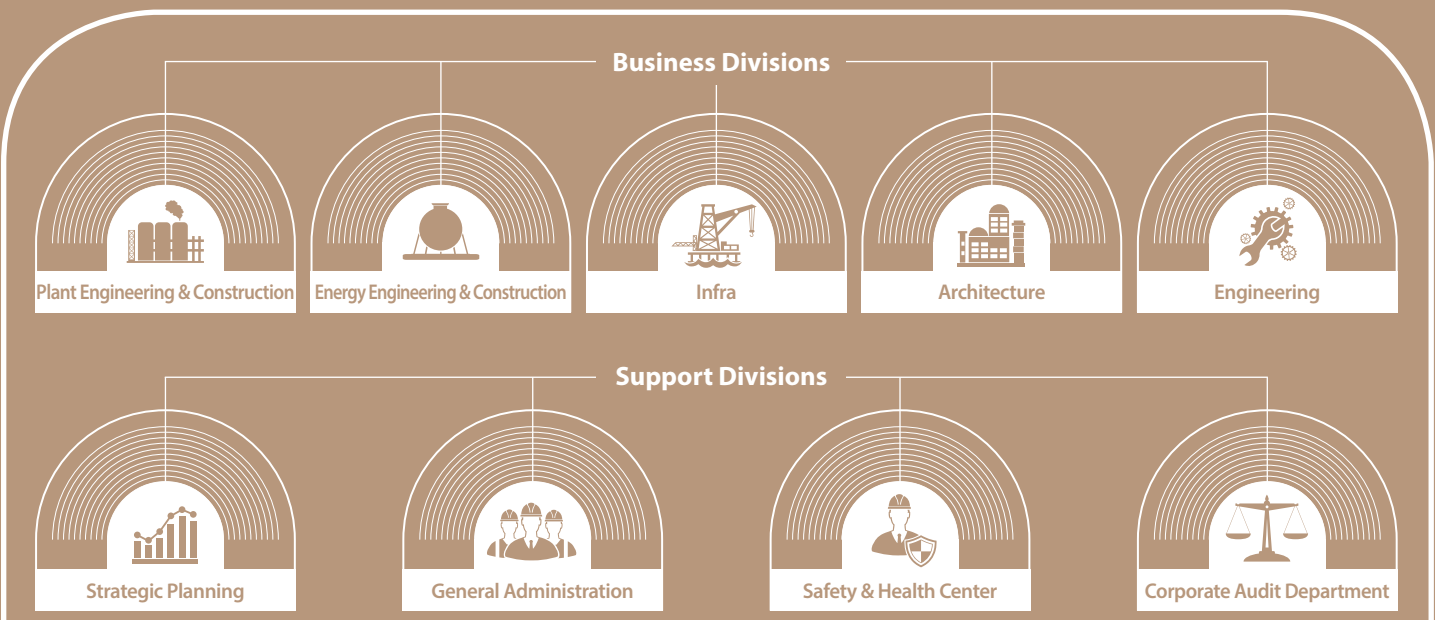 Business Divisions
Plant Engineering & Construction
Energy Engineering & Construction
Infra
Architecture
Engineering
Support Divisions
Strategic Planning
General Administration
Safety & Health Center
Corporate Audit Department